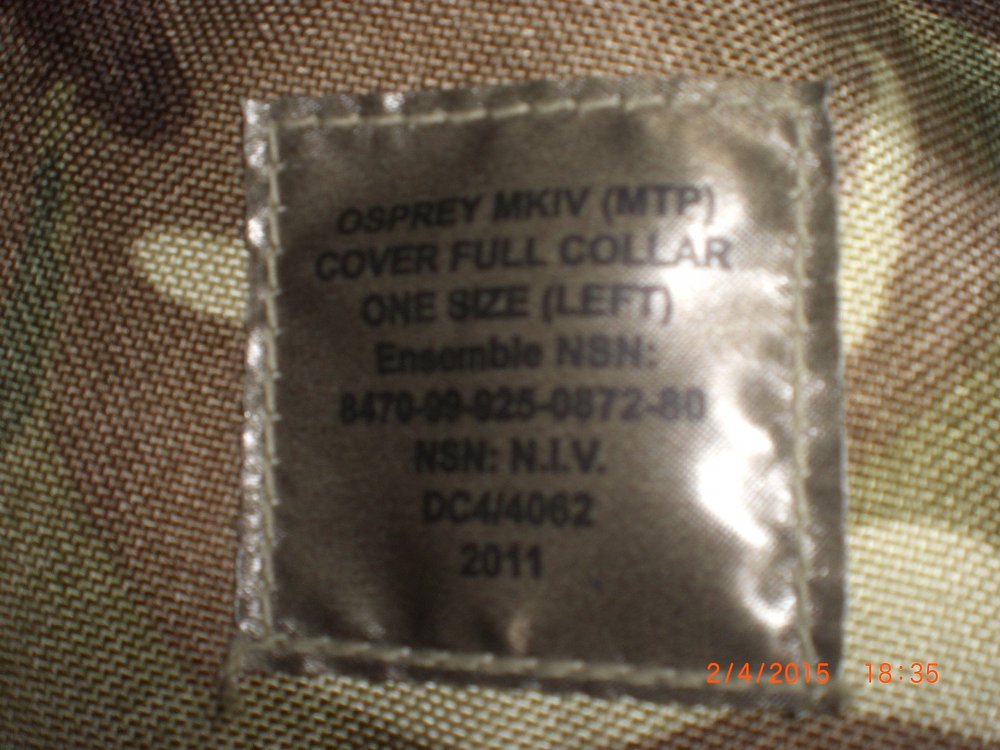 OSPREY MKIV (MTP)
COVER FULL COLLAR
ONE SIZE (LEFT)
Ensemble NSN:
8470-99-925-0872-80
NSN: N.I.V.
DC4/4062
2011
2/4/2015 18:35